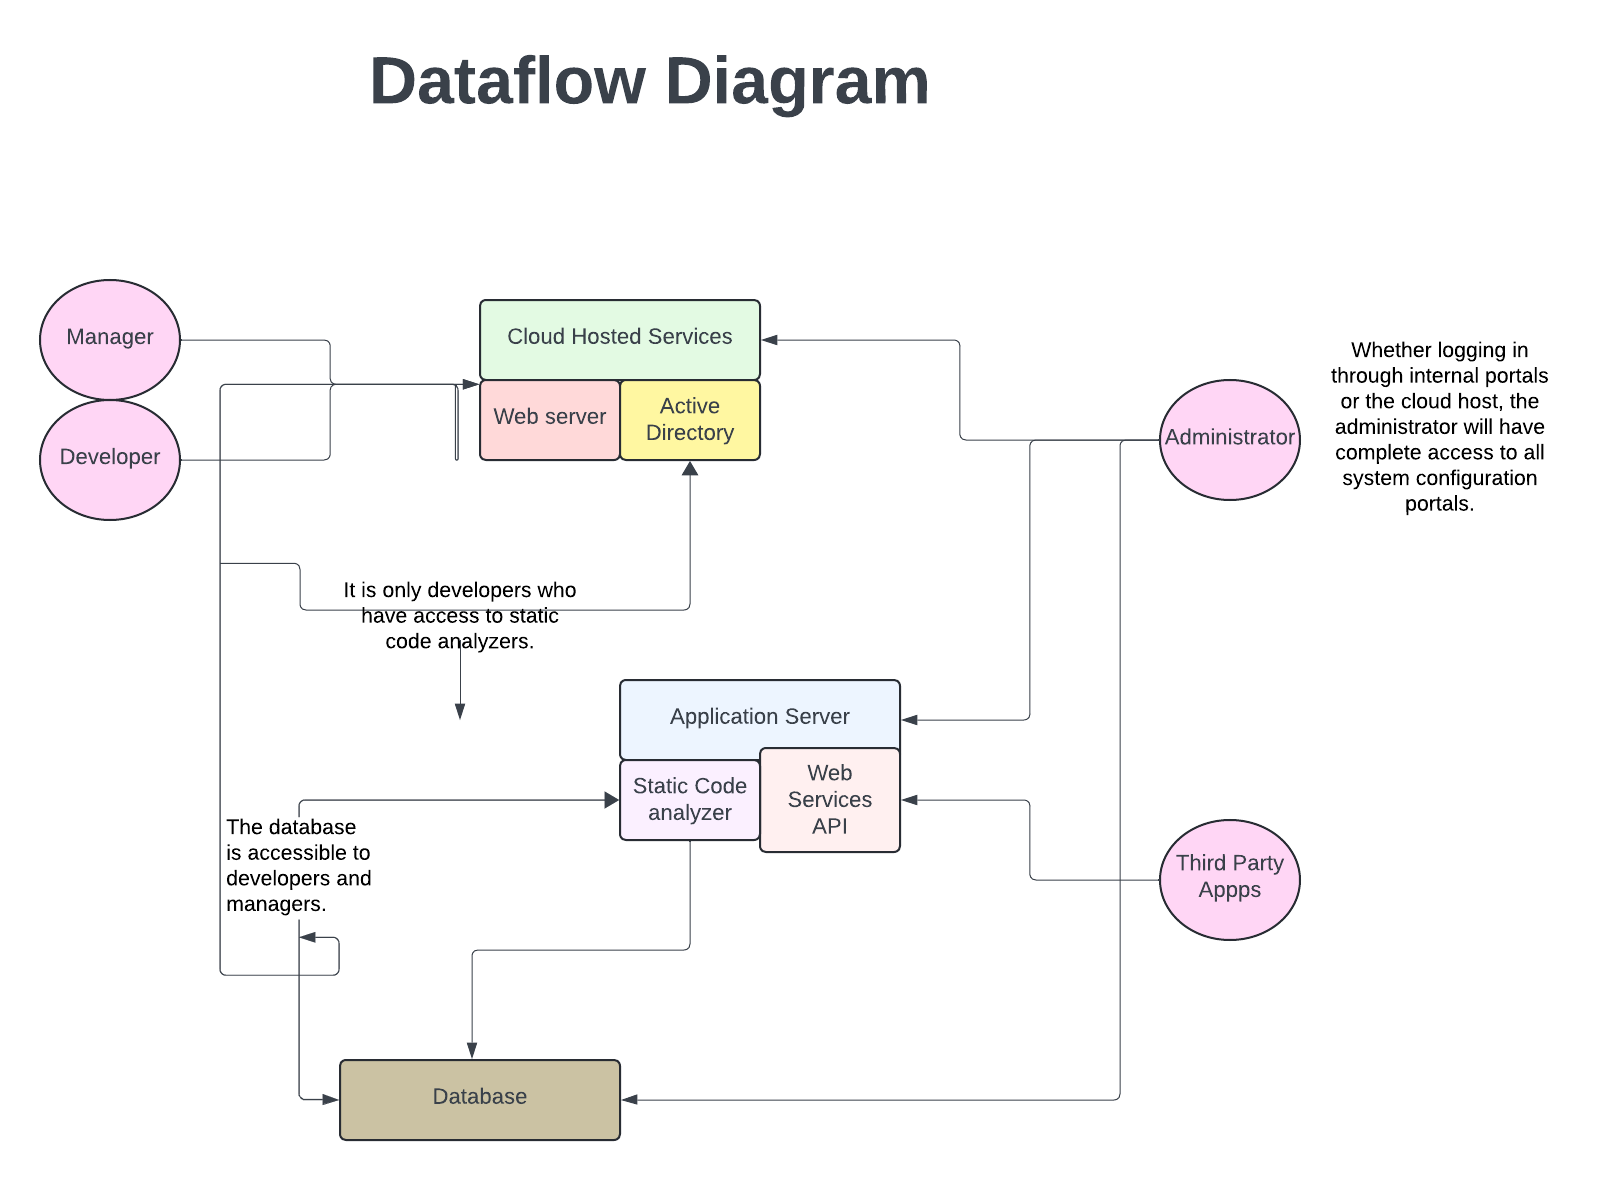 Dataflow Diagram
Manager
Developer
Cloud Hosted Services
Web server
Active
Directory
Administrator
Whether logging in
through internal portals
or the cloud host, the
administrator will have
complete access to all
system configuration
portals.
It is only developers who
have access to static
code analyzers.
Application Server
Static Code
analyzer
Web
Services
API
The database
is accessible to
developers and
managers.
Third Party
Appps
Database